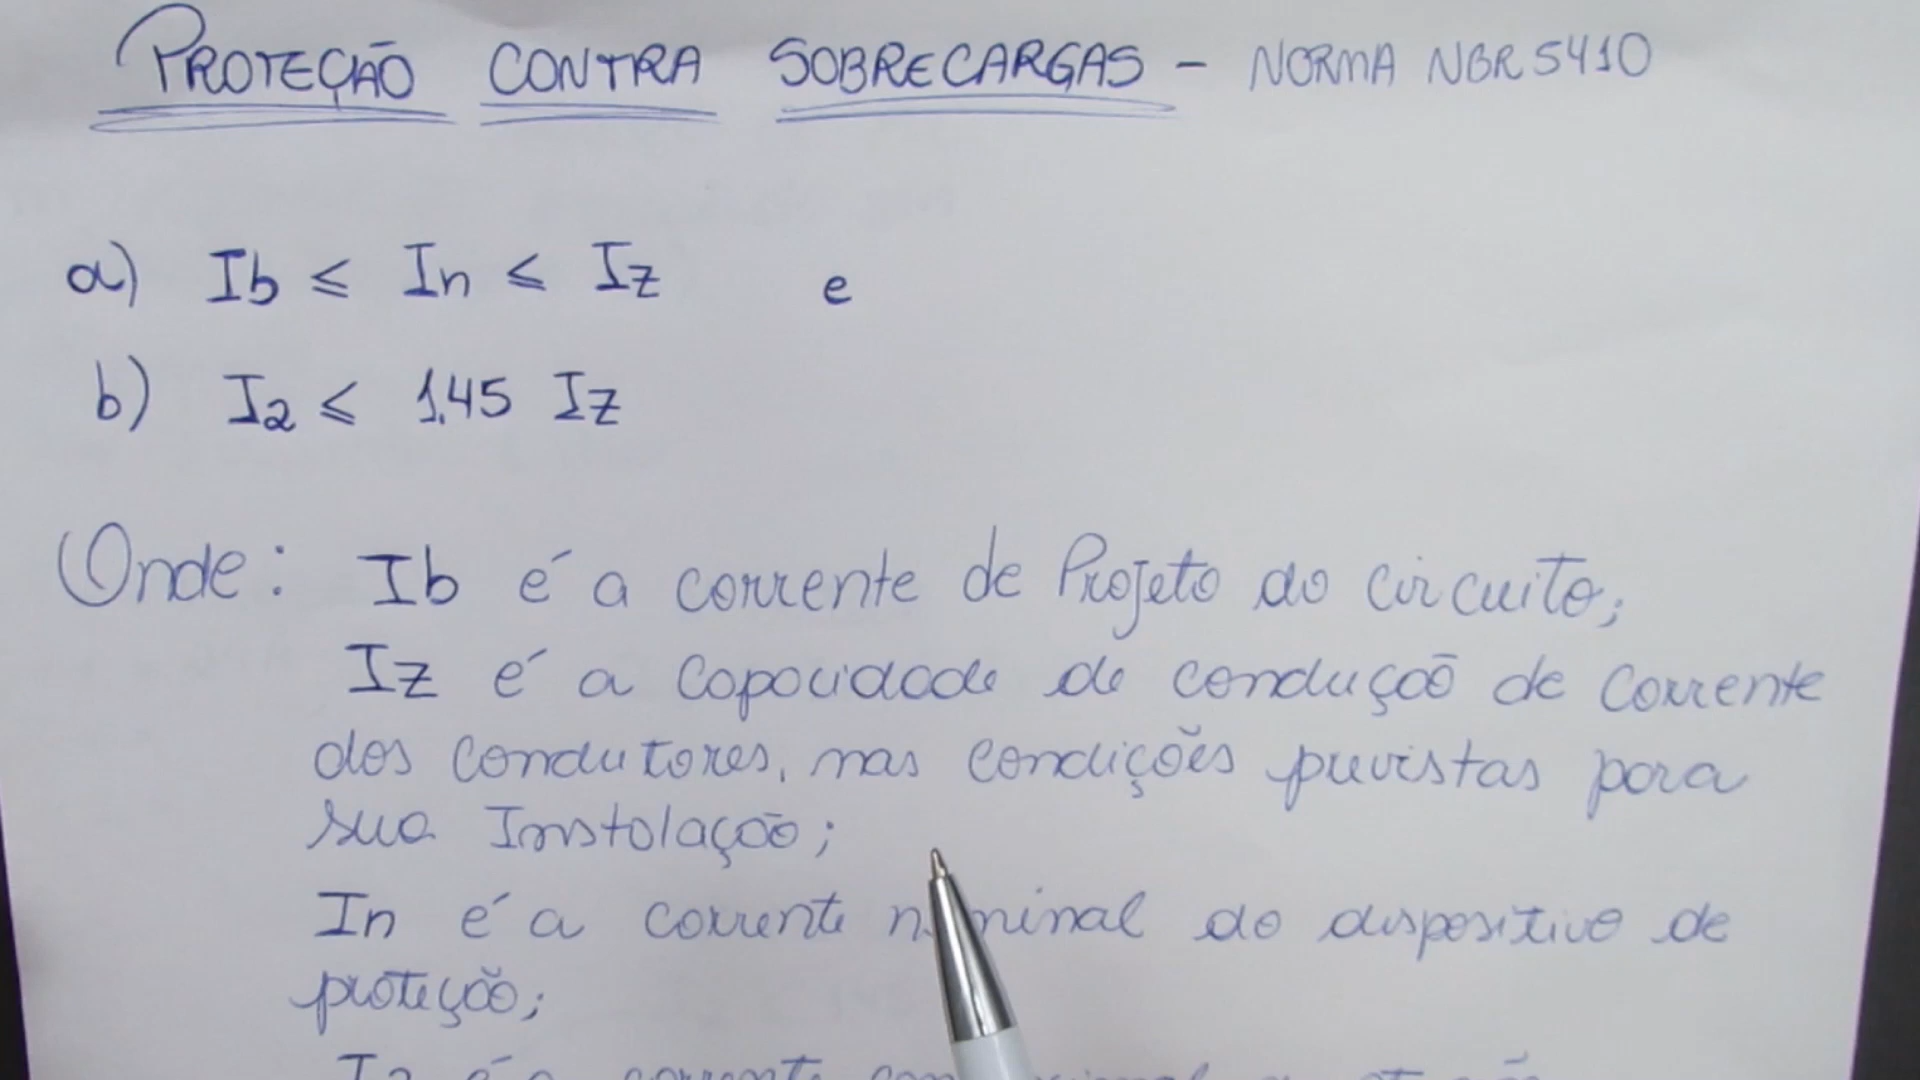 PROTEÇÃO CONTRA SOBRECARGAS - NORMA NBR 5410
a) Ib ≤ In ≤ Iz e
b) I2 ≤ 1,45 Iz
Onde: Ib é a corrente de Projeto do circuito;
Iz é a capacidade de condução de corrente
dos condutores, nas condições previstas para
sua Instalação;
In é a corrente nominal do dispositivo de
proteção;
I2 é a corrente